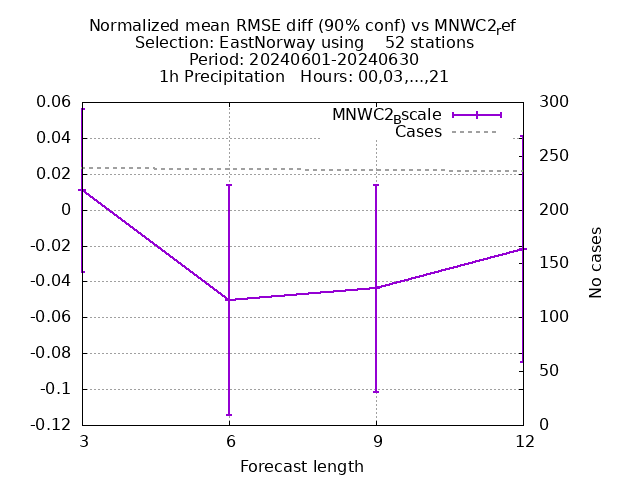 Normalized mean RMSE diff (90% conf) vs MNWC2_ref
Selection: EastNorway using    52 stations
Period: 20240601-20240630
1h Precipitation   Hours: 00,03,...,21
MNWC2_Bscale
Cases
0.06
0.04
0.02
0
-0.02
-0.04
-0.06
-0.08
-0.1
-0.12
300
250
200
150
100
50
0
No cases
3 6 9 12
Forecast length